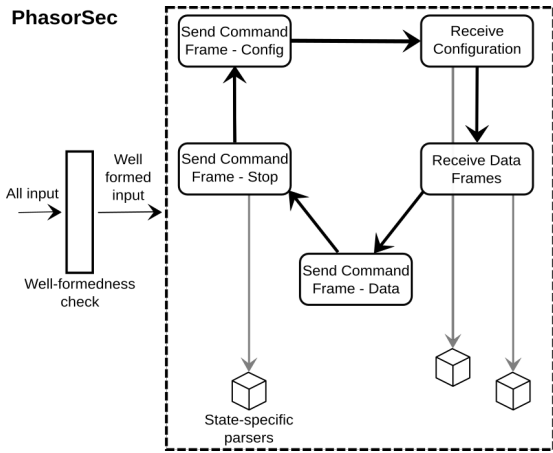 PhasorSec
Send Command
Frame - Config
Receive
Configuration
All input
Well
formed
input
Send Command
Frame - Stop
Receive Data
Frames
Well-formedness
check
Send Command
Frame - Data
State-specific
parsers